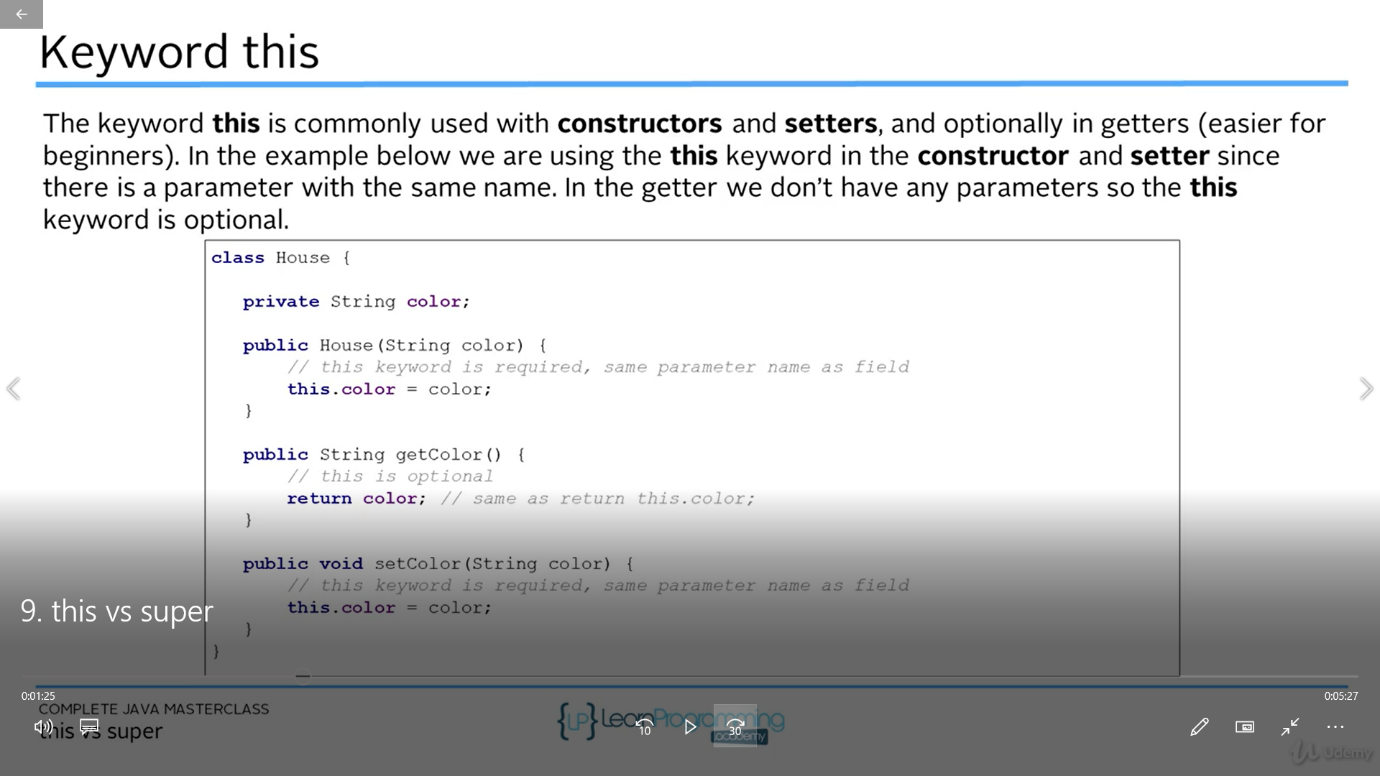 Keyword this
The keyword this is commonly used with constructors and setters, and optionally in getters (easier for
beginners). In the example below we are using the this keyword in the constructor and setter since
there is a parameter with the same name. In the getter we don’t have any parameters so the this
keyword is optional.
class House {
private String color;
public House(String color) {
// this keyword is required, same parameter name as field
this.color = color;
}
public String getColor() {
// this is optional
return color; // same as return this.color;
}
public void setColor(String color) {
// this keyword is required, same parameter name as field
this.color = color;
}
}
9. this vs super
0:01:25
0:05:27
COMPLETE JAVA MASTERCLASS
this vs super
{LP} LearnProgramming
academy
10
30
Udemy